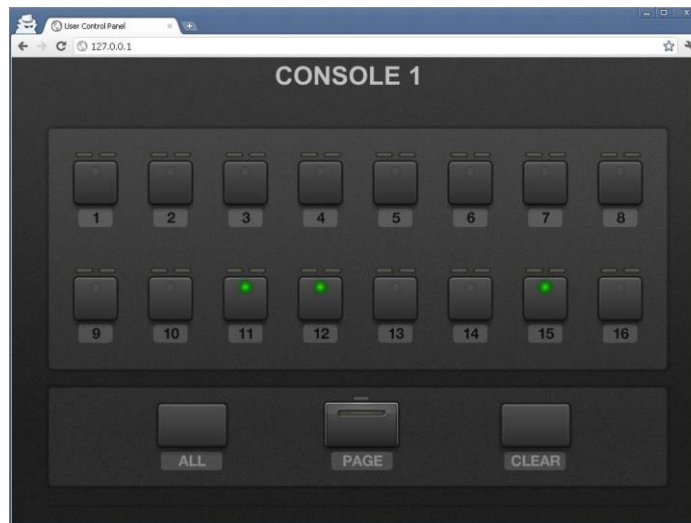 User Control Panel
127.0.0.1
CONSOLE 1
1 2 3 4 5 6 7 8
9 10 11 12 13 14 15 16
ALL PAGE CLEAR